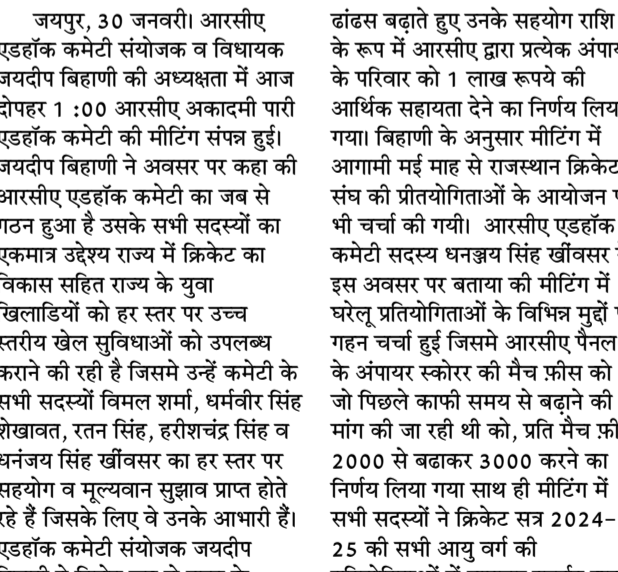 जयपुर, 30 जनवरी। आरसीए
एडहॉक कमेटी संयोजक व विधायक
जयदीप बिहाणी की अध्यक्षता में आज
दोपहर 1 :00 आरसीए अकादमी पारी
एडहॉक कमेटी की मीटिंग संपन्न हुई।
जयदीप बिहाणी ने अवसर पर कहा की
आरसीए एडहॉक कमेटी का जब से
गठन हुआ है उसके सभी सदस्यों का
एकमात्र उद्देश्य राज्य में क्रिकेट का
विकास सहित राज्य के युवा
खिलाडियों को हर स्तर पर उच्च
स्तरीय खेल सुविधाओं को उपलब्ध
कराने की रही है जिसमे उन्हें कमेटी के
सभी सदस्यों विमल शर्मा, धर्मवीर सिंह
शेखावत, रतन सिंह, हरीशचंद्र सिंह व
धनंजय सिंह खींवसर का हर स्तर पर
सहयोग व मूल्यवान सुझाव प्राप्त होते
रहे हैं जिसके लिए वे उनके आभारी हैं।
एडहॉक कमेटी संयोजक जयदीप
ढांढस बढ़ाते हुए उनके सहयोग राशि
के रूप में आरसीए द्वारा प्रत्येक अंपा
के परिवार को 1 लाख रूपये की
आर्थिक सहायता देने का निर्णय लिय
गया। बिहाणी के अनुसार मीटिंग में
आगामी मई माह से राजस्थान क्रिकेट
संघ की प्रीतयोगिताओं के आयोजन
भी चर्चा की गयी। आरसीए एडहॉक
कमेटी सदस्य धनञ्जय सिंह खींवसर
इस अवसर पर बताया की मीटिंग में
घरेलू प्रतियोगिताओं के विभिन्न मुद्दों
गहन चर्चा हुई जिसमे आरसीए पैनल
के अंपायर स्कोरर की मैच फ़ीस को
जो पिछले काफी समय से बढ़ाने की
मांग की जा रही थी को, प्रति मैच फ़ी
2000 से बढाकर 3000 करने का
निर्णय लिया गया साथ ही मीटिंग में
सभी सदस्यों ने क्रिकेट सत्र 2024-
25 की सभी आयु वर्ग की